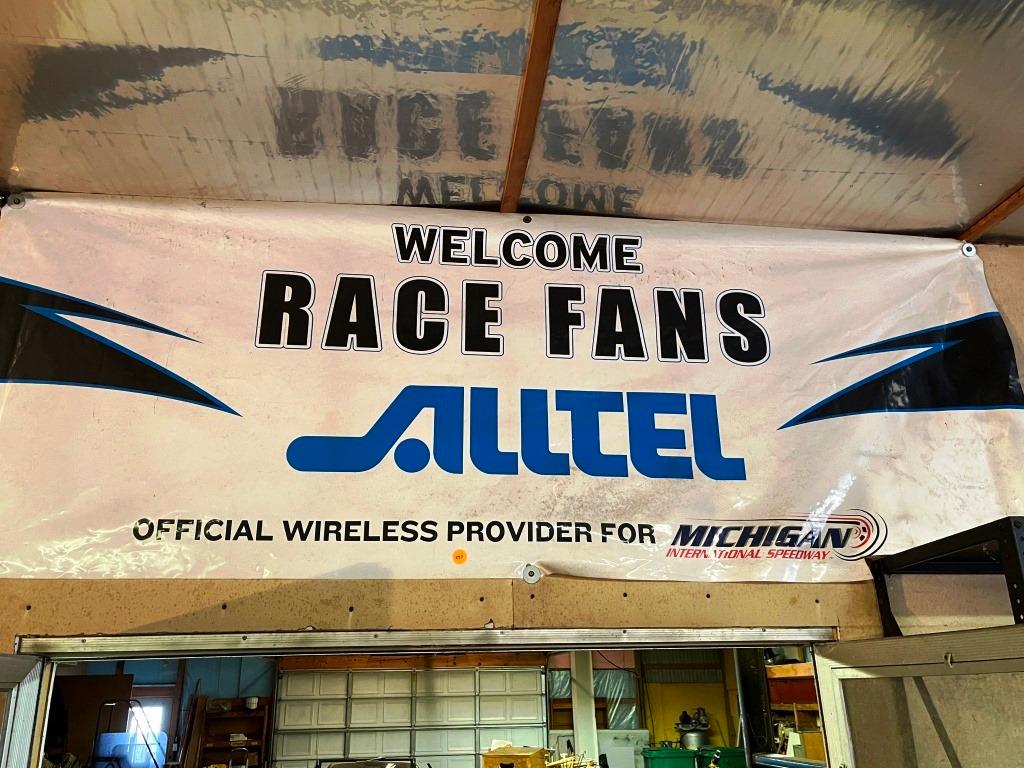 WELCOME
RACE FANS
ALLTEL
OFFICIAL WIRELESS PROVIDER FOR MICHIGAN
INTERNATIONAL SPEEDWAY